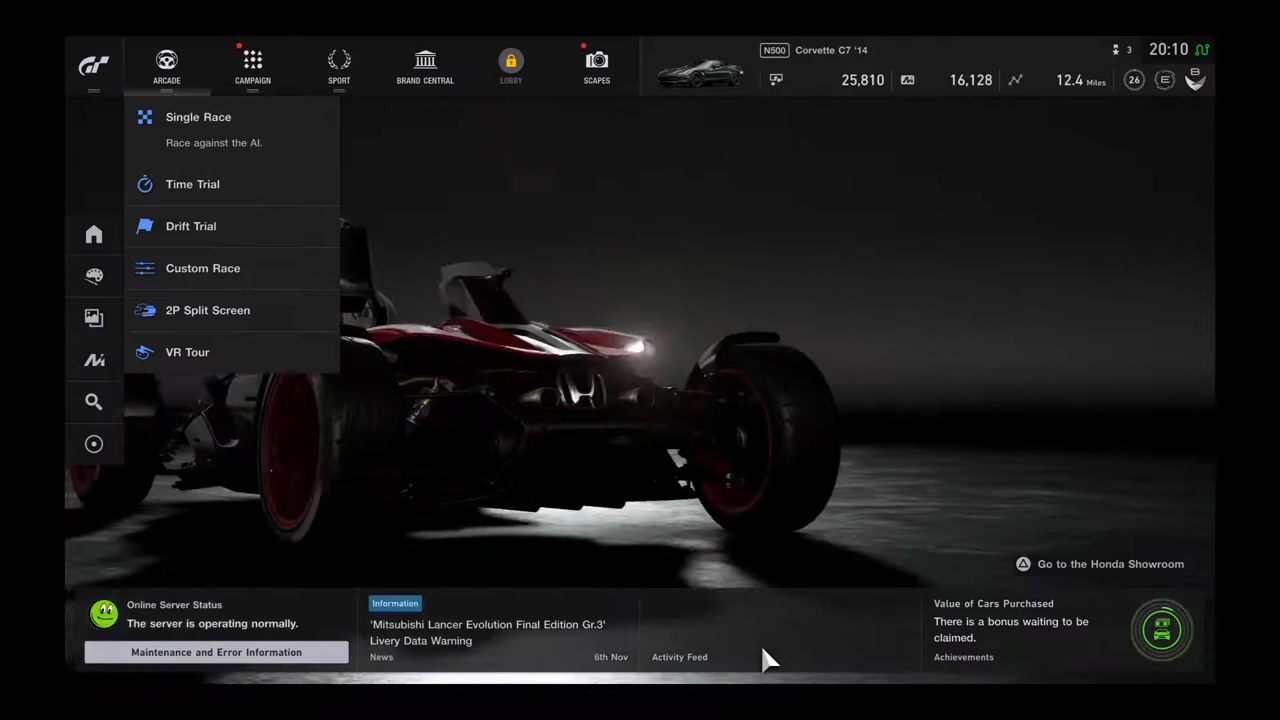 GT
ARCADE
CAMPAIGN
SPORT
BRAND CENTRAL
LOBBY
SCAPES
N500 Corvette C7 '14
3 20:10
25,810 16,128 12.4 Miles 26 E B
Single Race
Race against the AI.
Time Trial
Drift Trial
Custom Race
2P Split Screen
VR Tour
Go to the Honda Showroom
Online Server Status
The server is operating normally.
Maintenance and Error Information
Information
'Mitsubishi Lancer Evolution Final Edition Gr.3'
Livery Data Warning
News 6th Nov
Activity Feed
Value of Cars Purchased
There is a bonus waiting to be
claimed.
Achievements